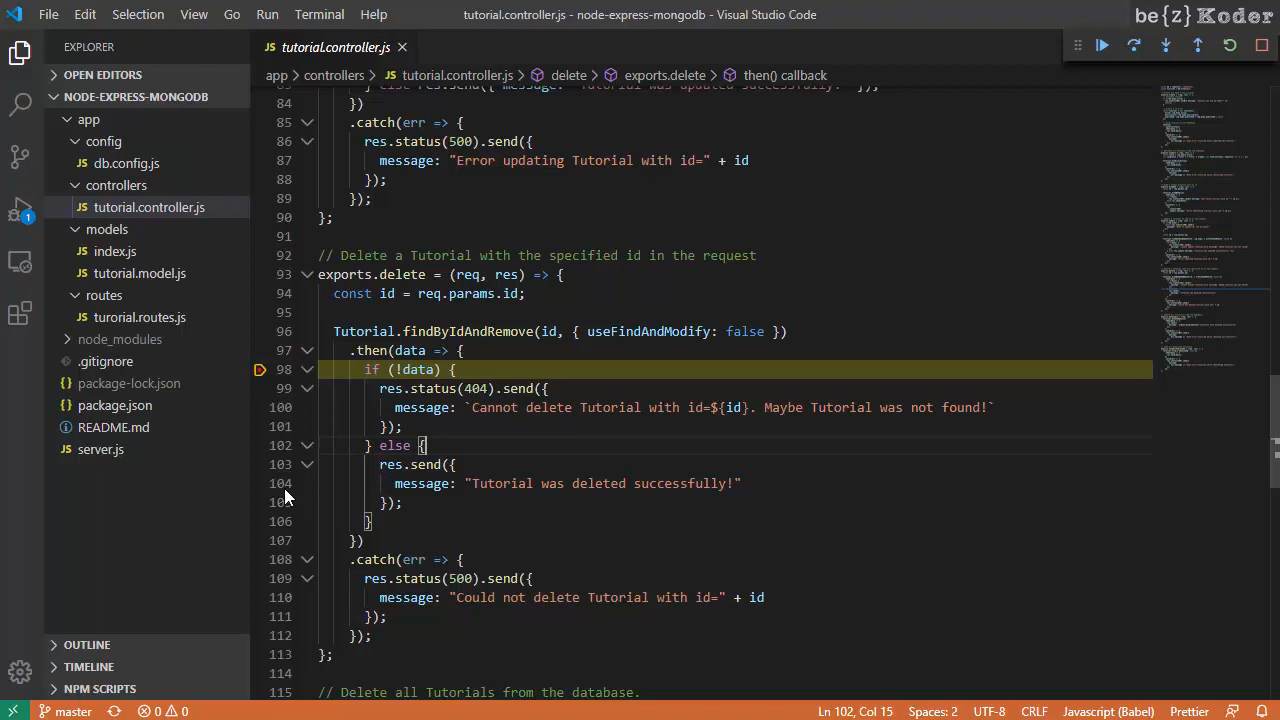 File Edit Selection View Go Run Terminal Help
tutorial.controller.js - node-express-mongodb - Visual Studio Code
be{z}Koder
EXPLORER
OPEN EDITORS
NODE-EXPRESS-MONGODB
app
config
JS db.config.js
controllers
JS tutorial.controller.js
models
JS index.js
JS tutorial.model.js
routes
JS turorial.routes.js
node_modules
.gitignore
{} package-lock.json
{} package.json
README.md
JS server.js
OUTLINE
TIMELINE
NPM SCRIPTS
1
JS tutorial.controller.js
app > controllers > JS tutorial.controller.js > delete > exports.delete > then() callback
83 } else res.send({ message: "Tutorial was updated successfully." });
84 })
85 .catch(err => {
86 res.status(500).send({
87 message: "Error updating Tutorial with id=" + id
88 });
89 });
90 };
91
92 // Delete a Tutorial with the specified id in the request
93 exports.delete = (req, res) => {
94 const id = req.params.id;
95
96 Tutorial.findByIdAndRemove(id, { useFindAndModify: false })
97 .then(data => {
98 if (!data) {
99 res.status(404).send({
100 message: `Cannot delete Tutorial with id=${id}. Maybe Tutorial was not found!`
101 });
102 } else {
103 res.send({
104 message: "Tutorial was deleted successfully!"
105 });
106 }
107 })
108 .catch(err => {
109 res.status(500).send({
110 message: "Could not delete Tutorial with id=" + id
111 });
112 });
113 };
114
115 // Delete all Tutorials from the database.
master 0 0 Ln 102, Col 15 Spaces: 2 UTF-8 CRLF Javascript (Babel) Prettier